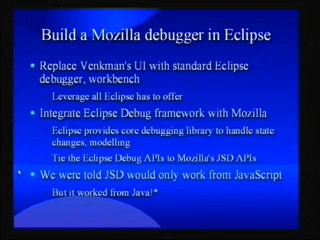 Build a Mozilla debugger in Eclipse
Replace Venkman's UI with standard Eclipse
debugger, workbench
Leverage all Eclipse has to offer
Integrate Eclipse Debug framework with Mozilla
Eclipse provides core debugging library to handle state
changes, modelling
Tie the Eclipse Debug APIs to Mozilla's JSD APIs
We were told JSD would only work from JavaScript
But it worked from Java!*